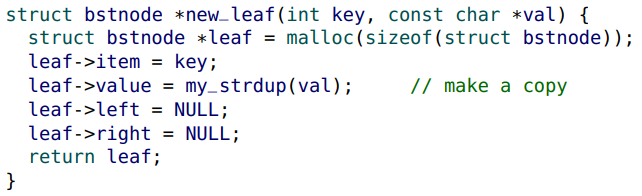 struct bstnode *new_leaf(int key, const char *val) {
  struct bstnode *leaf = malloc(sizeof(struct bstnode));
  leaf->item = key;
  leaf->value = my_strdup(val);     // make a copy
  leaf->left = NULL;
  leaf->right = NULL;
  return leaf;
}